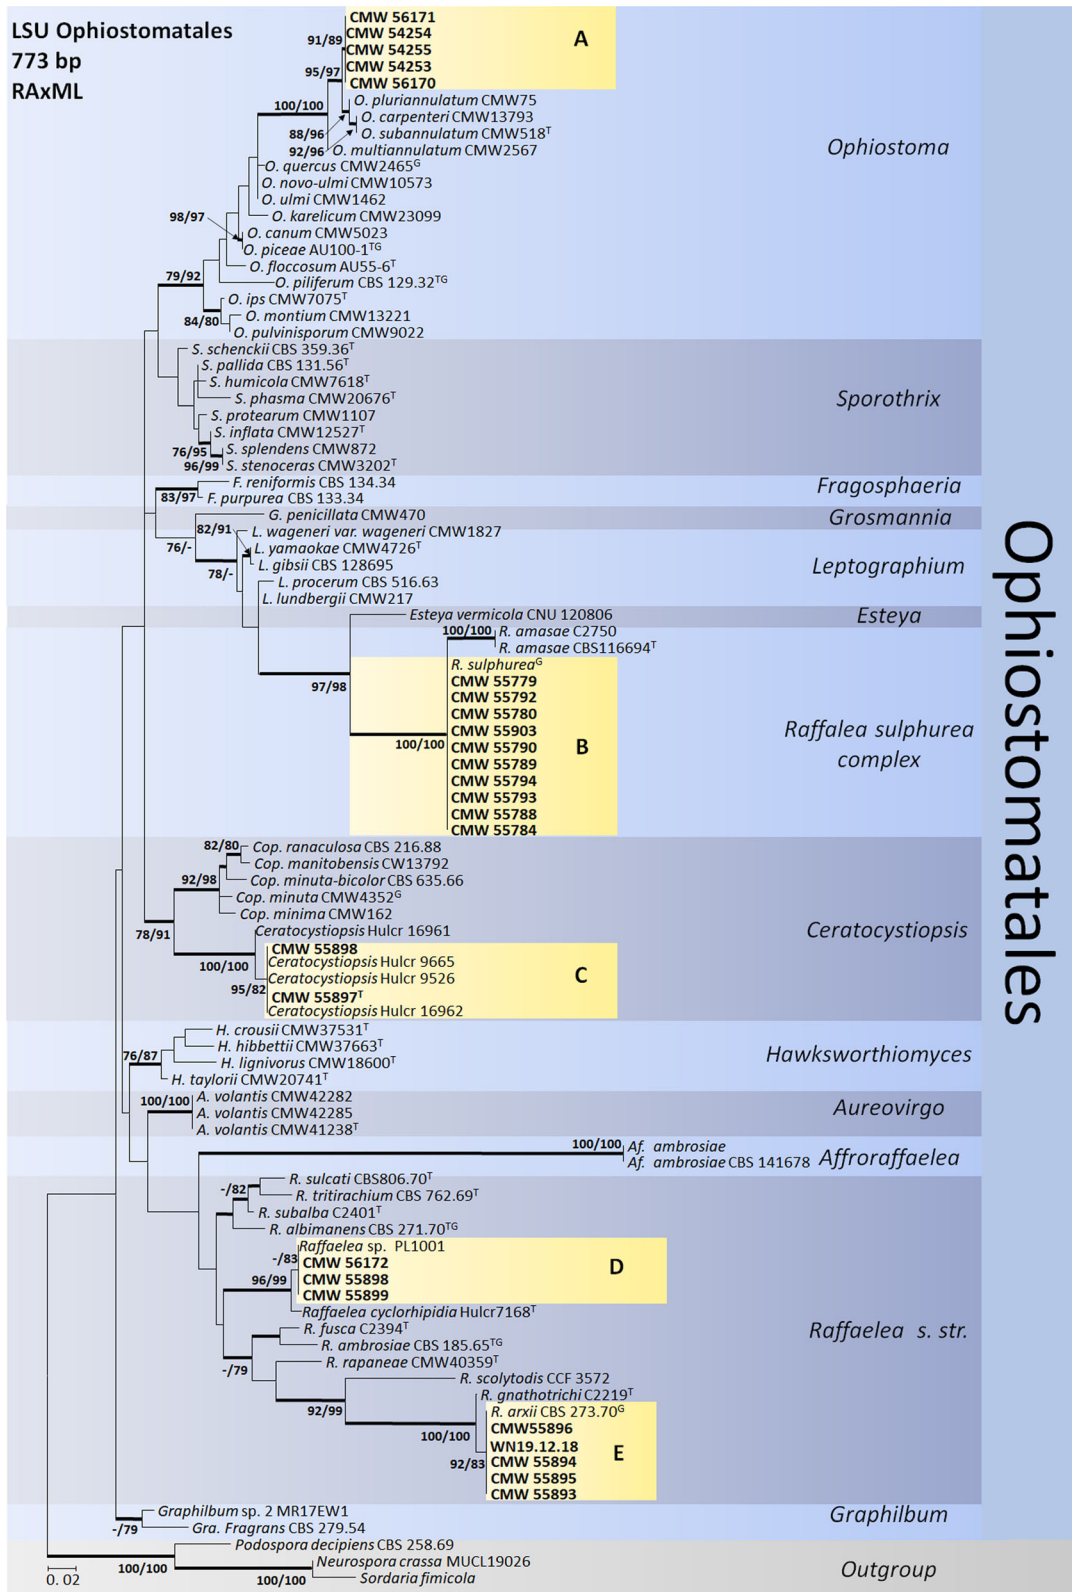 LSU Ophiostomatales
773 bp
RAxML
CMW 56171
91/89
CMW 54254
A
CMW 54255
CMW 54253
95/97
CMW 56170
100/100
O. pluriannulatum CMW75
O. carpenteri CMW13793
88/96
O. subannulatum CMW518T
92/96
O. multiannulatum CMW2567
Ophiostoma
O. quercus CMW2465G
O. novo-ulmi CMW10573
O. ulmi CMW1462
98/97
O. karelicum CMW23099
O. canum CMW5023
O. piceae AU100-1TG
O. floccosum AU55-6T
79/92
O. piliferum CBS 129.32TG
O. ips CMW7075T
O. montium CMW13221
84/80
O. pulvinisporum CMW9022
S. schenckii CBS 359.36T
S. pallida CBS 131.56T
S. humicola CMW7618T
S. phasma CMW20676T
Sporothrix
S. protearum CMW1107
S. inflata CMW12527T
76/95
S. splendens CMW872
96/99
S. stenoceras CMW3202T
F. reniformis CBS 134.34
Fragosphaeria
83/97
F. purpurea CBS 133.34
G. penicillata CMW470
Grosmannia
82/91
L. wageneri var. wageneri CMW1827
76/-
L. yamaokae CMW4726T
L. gibsii CBS 128695
Leptographium
78/-
L. procerum CBS 516.63
L. lundbergii CMW217
Esteya vermicola CNU 120806
Esteya
100/100
R. amasae C2750
R. amasae CBS116694T
R. sulphureaG
97/98
CMW 55779
CMW 55792
CMW 55780
CMW 55903
Raffalea sulphurea
complex
100/100
CMW 55790
B
CMW 55789
CMW 55794
CMW 55793
CMW 55788
CMW 55784
82/80
Cop. ranaculosa CBS 216.88
Cop. manitobensis CW13792
92/98
Cop. minuta-bicolor CBS 635.66
Cop. minuta CMW4352G
Cop. minima CMW162
78/91
Ceratocystiopsis Hulcr 16961
Ceratocystiopsis
CMW 55898
100/100
Ceratocystiopsis Hulcr 9665
Ceratocystiopsis Hulcr 9526
C
95/82
CMW 55897T
Ceratocystiopsis Hulcr 16962
H. crousii CMW37531T
H. hibbettii CMW37663T
76/87
H. lignivorus CMW18600T
Hawksworthiomyces
H. taylorii CMW20741T
100/100
A. volantis CMW42282
A. volantis CMW42285
Aureovirgo
A. volantis CMW41238T
100/100
Af. ambrosiae
Af. ambrosiae CBS 141678
Affroraffaelea
-/82
R. sulcati CBS806.70T
R. tritirachium CBS 762.69T
R. subalba C2401T
R. albimanens CBS 271.70TG
-/83
Raffaelea sp. PL1001
CMW 56172
D
96/99
CMW 55898
CMW 55899
Raffaelea cyclorhipidia Hulcr7168T
R. fusca C2394T
Raffaelea s. str.
R. ambrosiae CBS 185.65TG
-/79
R. rapaneae CMW40359T
R. scolytodis CCF 3572
R. gnathotrichi C2219T
92/99
R. arxii CBS 273.70G
CMW55896
100/100
WN19.12.18
E
92/83
CMW 55894
CMW 55895
CMW 55893
Graphilbum sp. 2 MR17EW1
Graphilbum
-/79
Gra. Fragrans CBS 279.54
Podospora decipiens CBS 258.69
100/100
Neurospora crassa MUCL19026
Outgroup
0. 02
100/100
Sordaria fimicola
Ophiostomatales